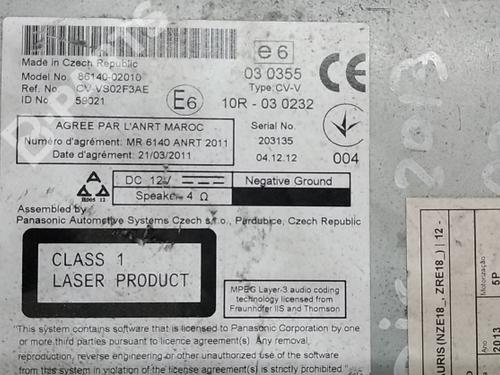 Made in Czech Republic
Model No. 86140-02010
Ref. No. CV-VS02F3AE
ID No. 59021
e6
03 0355
Type: CV-V
CE
E6
10R - 03 0232
AGREE PAR L'ANRT MAROC
Numéro d'agrément: MR 6140 ANRT 2011
Date d'agrément: 21/03/2011
Serial No.
203135
04.12.12
004
DC 12V
Negative Ground
Speaker 4 Ω
Assembled by
Panasonic Automotive Systems Czech s.r.o., Pardubice, Czech Republic
CLASS 1
LASER PRODUCT
MPEG Layer-3 audio coding
technology licensed from
Fraunhofer IIS and Thomson
"This system contains software that is licensed to Panasonic Corporation by one
or more third parties pursuant to licence agreement(s). Any removal,
reproduction, reverse engineering or other unauthorized use of the software
from this system in violation of license agreement(s) is strictly prohibited."
AURIS (NZE18_, ZRE18_) | 12 -
Motorização
5P
Ano
2013